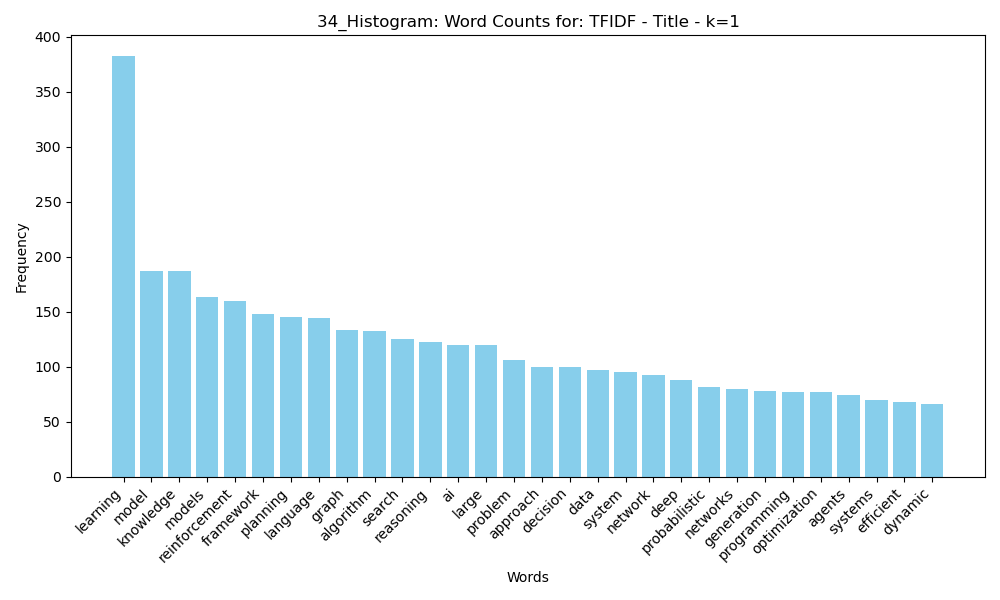 34_Histogram: Word Counts for: TFIDF - Title - k=1
400
350
300
250
200
150
100
50
0
Frequency
learning
model
knowledge
models
reinforcement
framework
planning
language
graph
algorithm
search
reasoning
ai
large
problem
approach
decision
data
system
network
deep
probabilistic
networks
generation
programming
optimization
agents
systems
efficient
dynamic
Words